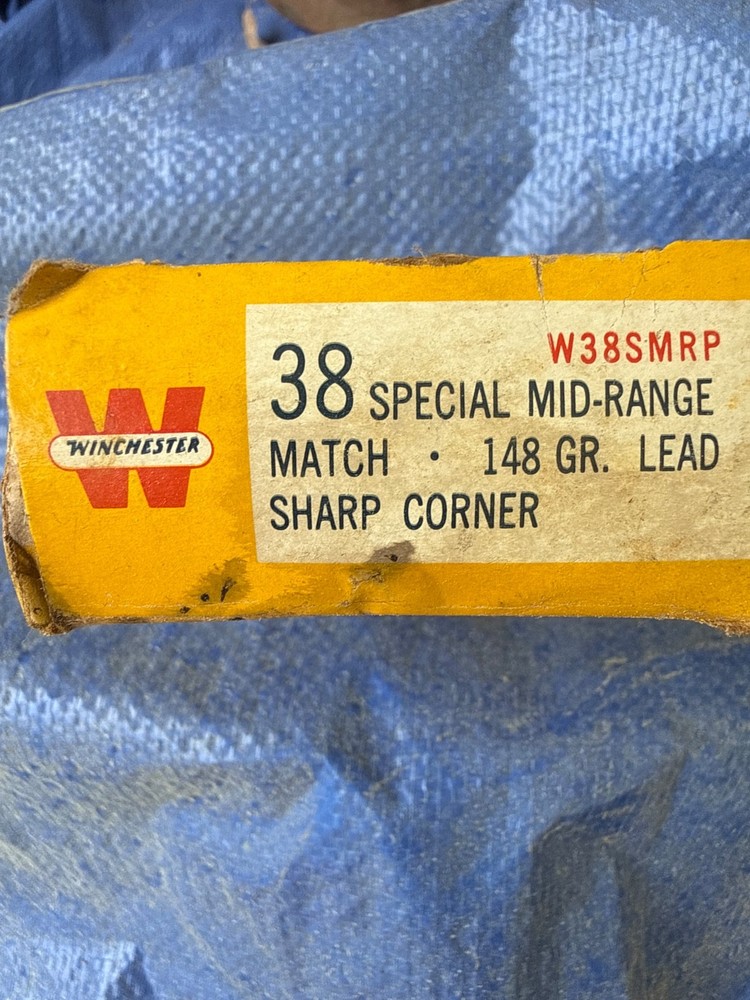 W38SMRP
38 SPECIAL MID-RANGE
MATCH · 148 GR. LEAD
SHARP CORNER
W
WINCHESTER